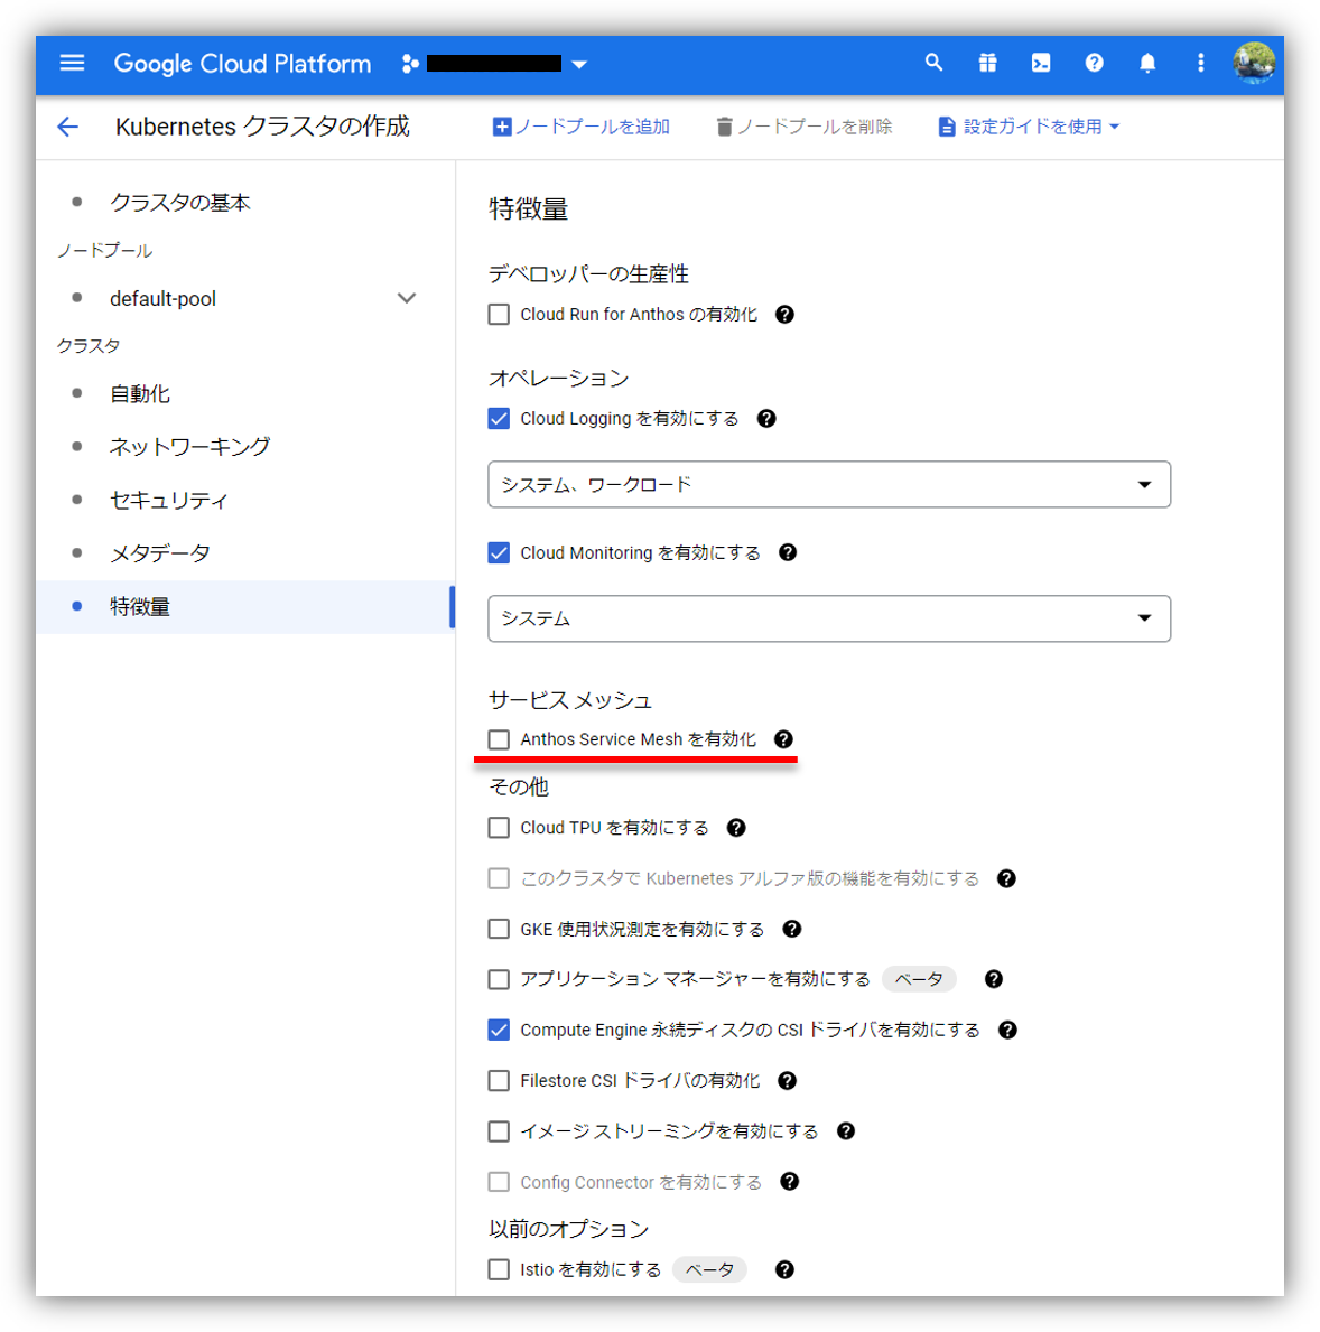 Google Cloud Platform
Kubernetes クラスタの作成
ノードプールを追加
ノードプールを削除
設定ガイドを使用
クラスタの基本
ノードプール
default-pool
クラスタ
自動化
ネットワーキング
セキュリティ
メタデータ
特徴量
特徴量
デベロッパーの生産性
Cloud Run for Anthos の有効化
オペレーション
Cloud Logging を有効にする
システム、ワークロード
Cloud Monitoring を有効にする
システム
サービス メッシュ
Anthos Service Mesh を有効化
その他
Cloud TPU を有効にする
このクラスタで Kubernetes アルファ版の機能を有効にする
GKE 使用状況測定を有効にする
アプリケーション マネージャーを有効にする ベータ
Compute Engine 永続ディスクの CSI ドライバを有効にする
Filestore CSI ドライバの有効化
イメージ ストリーミングを有効にする
Config Connector を有効にする
以前のオプション
Istio を有効にする ベータ